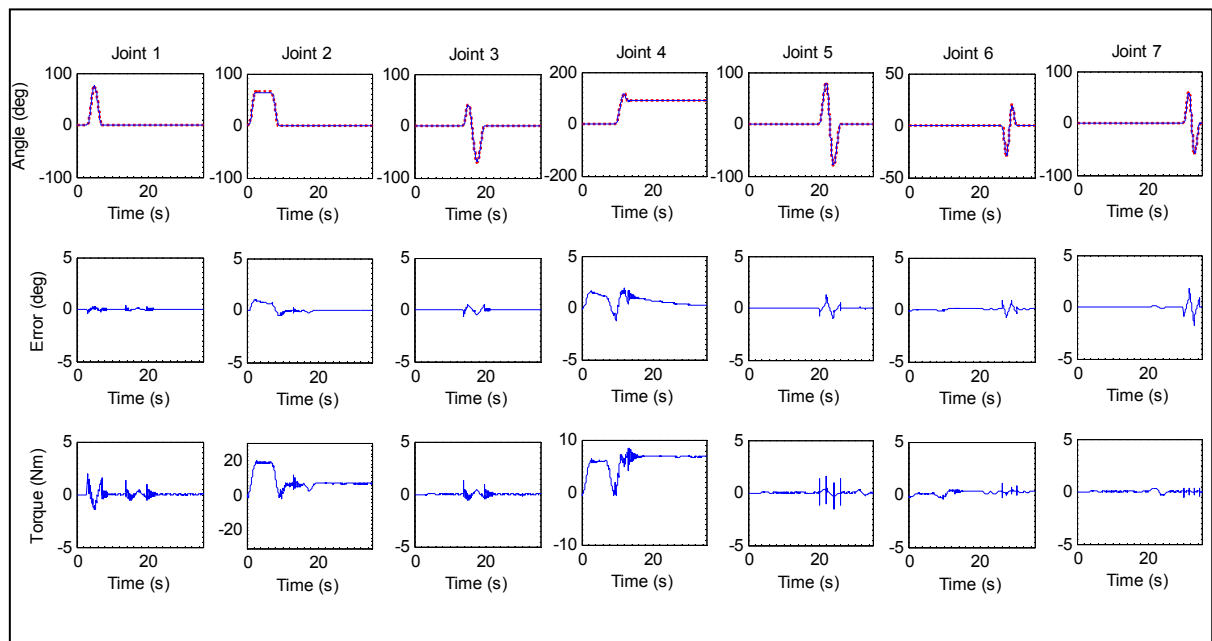 Joint 1 Joint 2 Joint 3 Joint 4 Joint 5 Joint 6 Joint 7
Angle (deg)
100 100 100 200 100 50 100
0 0 0 0 0 0 0
-100 -100 -100 -200 -100 -50 -100
0 20 0 20 0 20 0 20 0 20 0 20 0 20
Time (s) Time (s) Time (s) Time (s) Time (s) Time (s) Time (s)
Error (deg)
5 5 5 5 5 5 5
0 0 0 0 0 0 0
-5 -5 -5 -5 -5 -5 -5
0 20 0 20 0 20 0 20 0 20 0 20 0 20
Time (s) Time (s) Time (s) Time (s) Time (s) Time (s) Time (s)
Torque (Nm)
5 20 5 10 5 5 5
0 0 0 0 0 0 0
-5 -20 -5 -10 -5 -5 -5
0 20 0 20 0 20 0 20 0 20 0 20 0 20
Time (s) Time (s) Time (s) Time (s) Time (s) Time (s) Time (s)